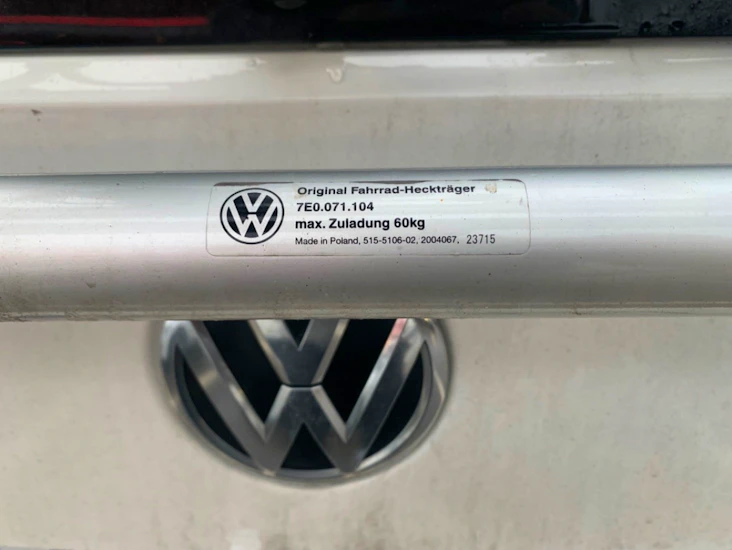 Original Fahrrad-Heckträger
7E0.071.104
max. Zuladung 60kg
Made in Poland, 515-5106-02, 2004067, 23715